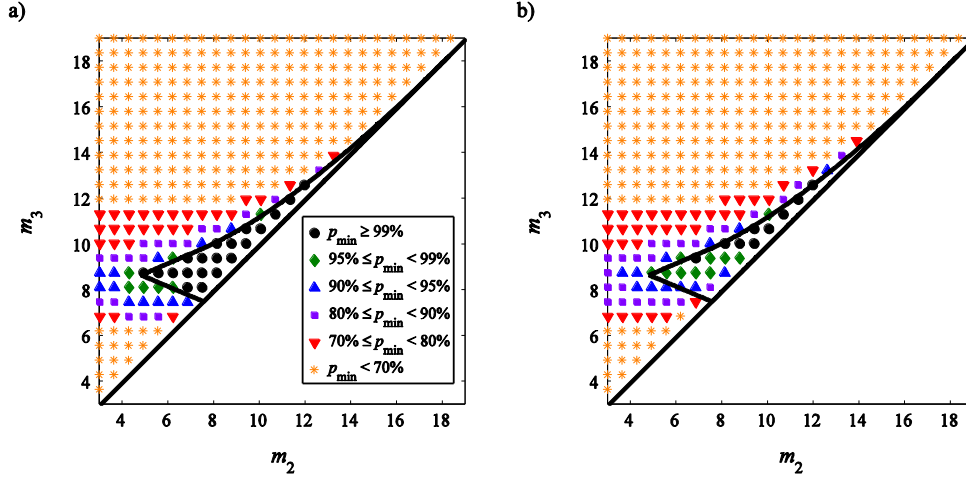 a)
18
16
14
12
10
8
6
4
m3
4 6 8 10 12 14 16 18
m2
pmin ≥ 99%
95% ≤ pmin < 99%
90% ≤ pmin < 95%
80% ≤ pmin < 90%
70% ≤ pmin < 80%
pmin < 70%
b)
18
16
14
12
10
8
6
4
m3
4 6 8 10 12 14 16 18
m2